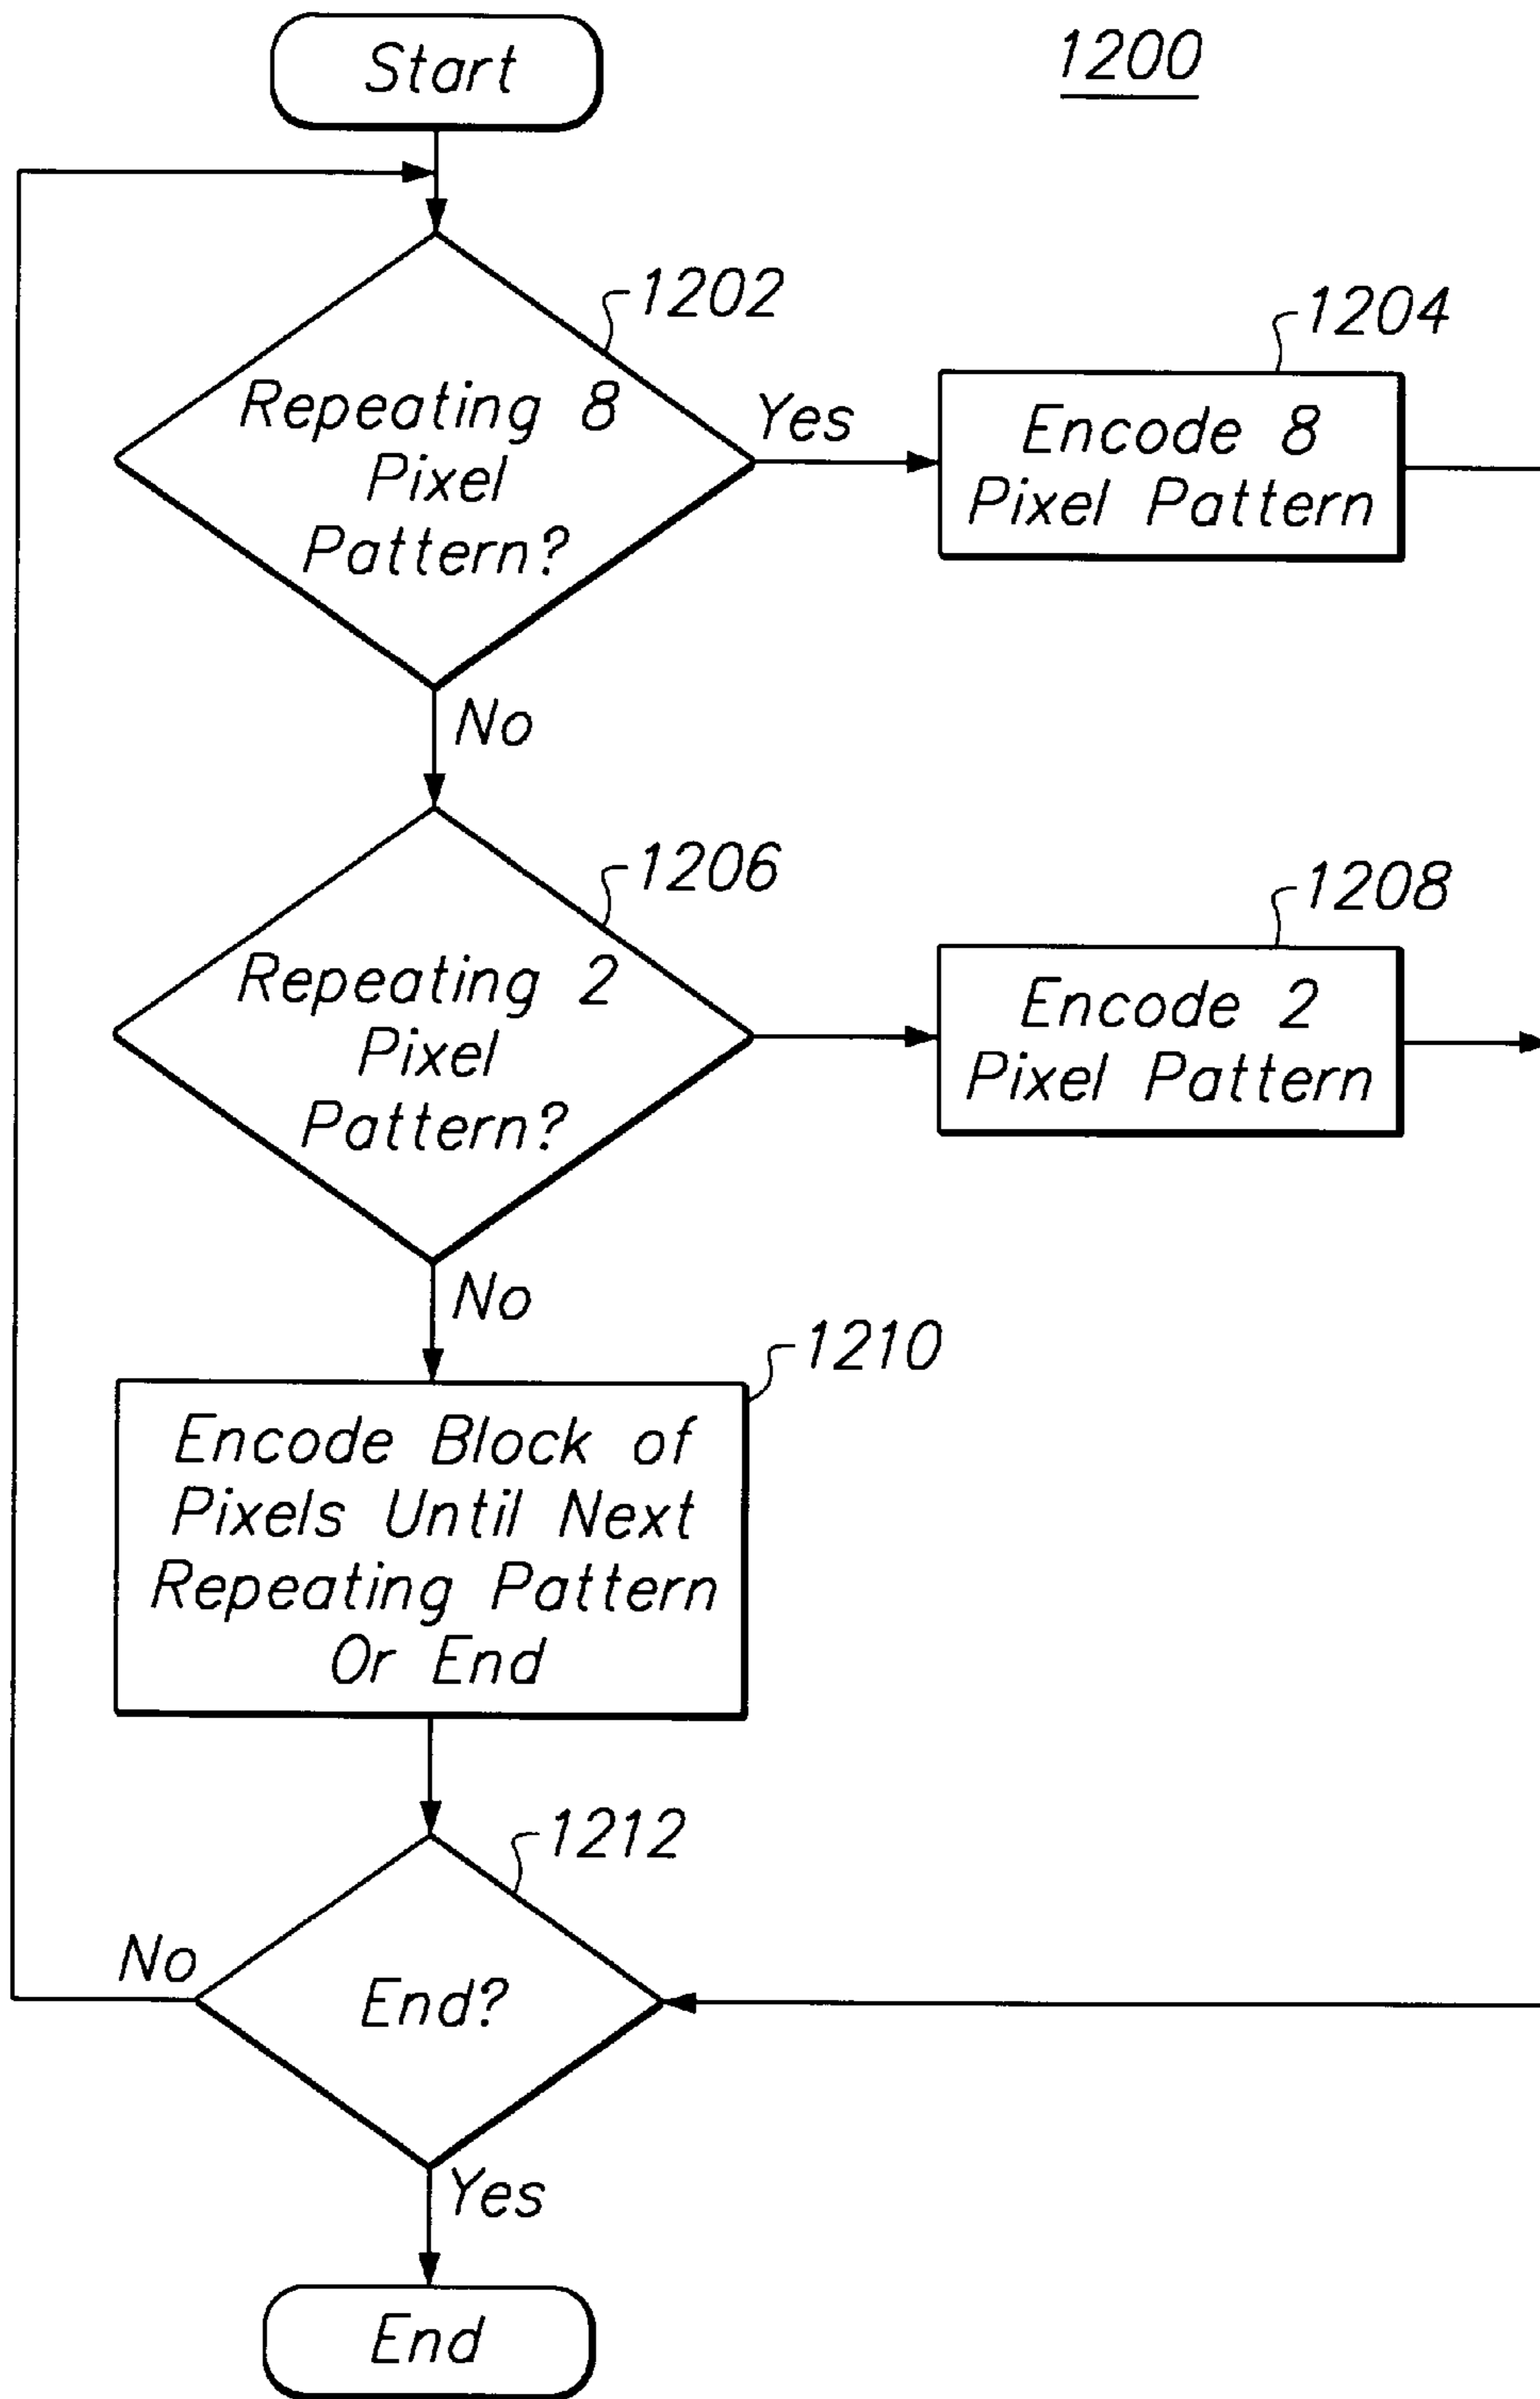 Start
1200
1202
Repeating 8
Pixel
Pattern?
Yes
1204
Encode 8
Pixel Pattern
No
1206
Repeating 2
Pixel
Pattern?
1208
Encode 2
Pixel Pattern
No
1210
Encode Block of
Pixels Until Next
Repeating Pattern
Or End
1212
No
End?
Yes
End